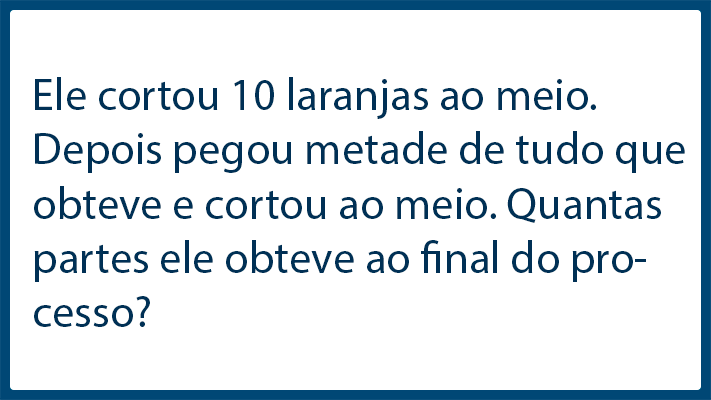 Ele cortou 10 laranjas ao meio.
Depois pegou metade de tudo que
obteve e cortou ao meio. Quantas
partes ele obteve ao final do pro-
cesso?